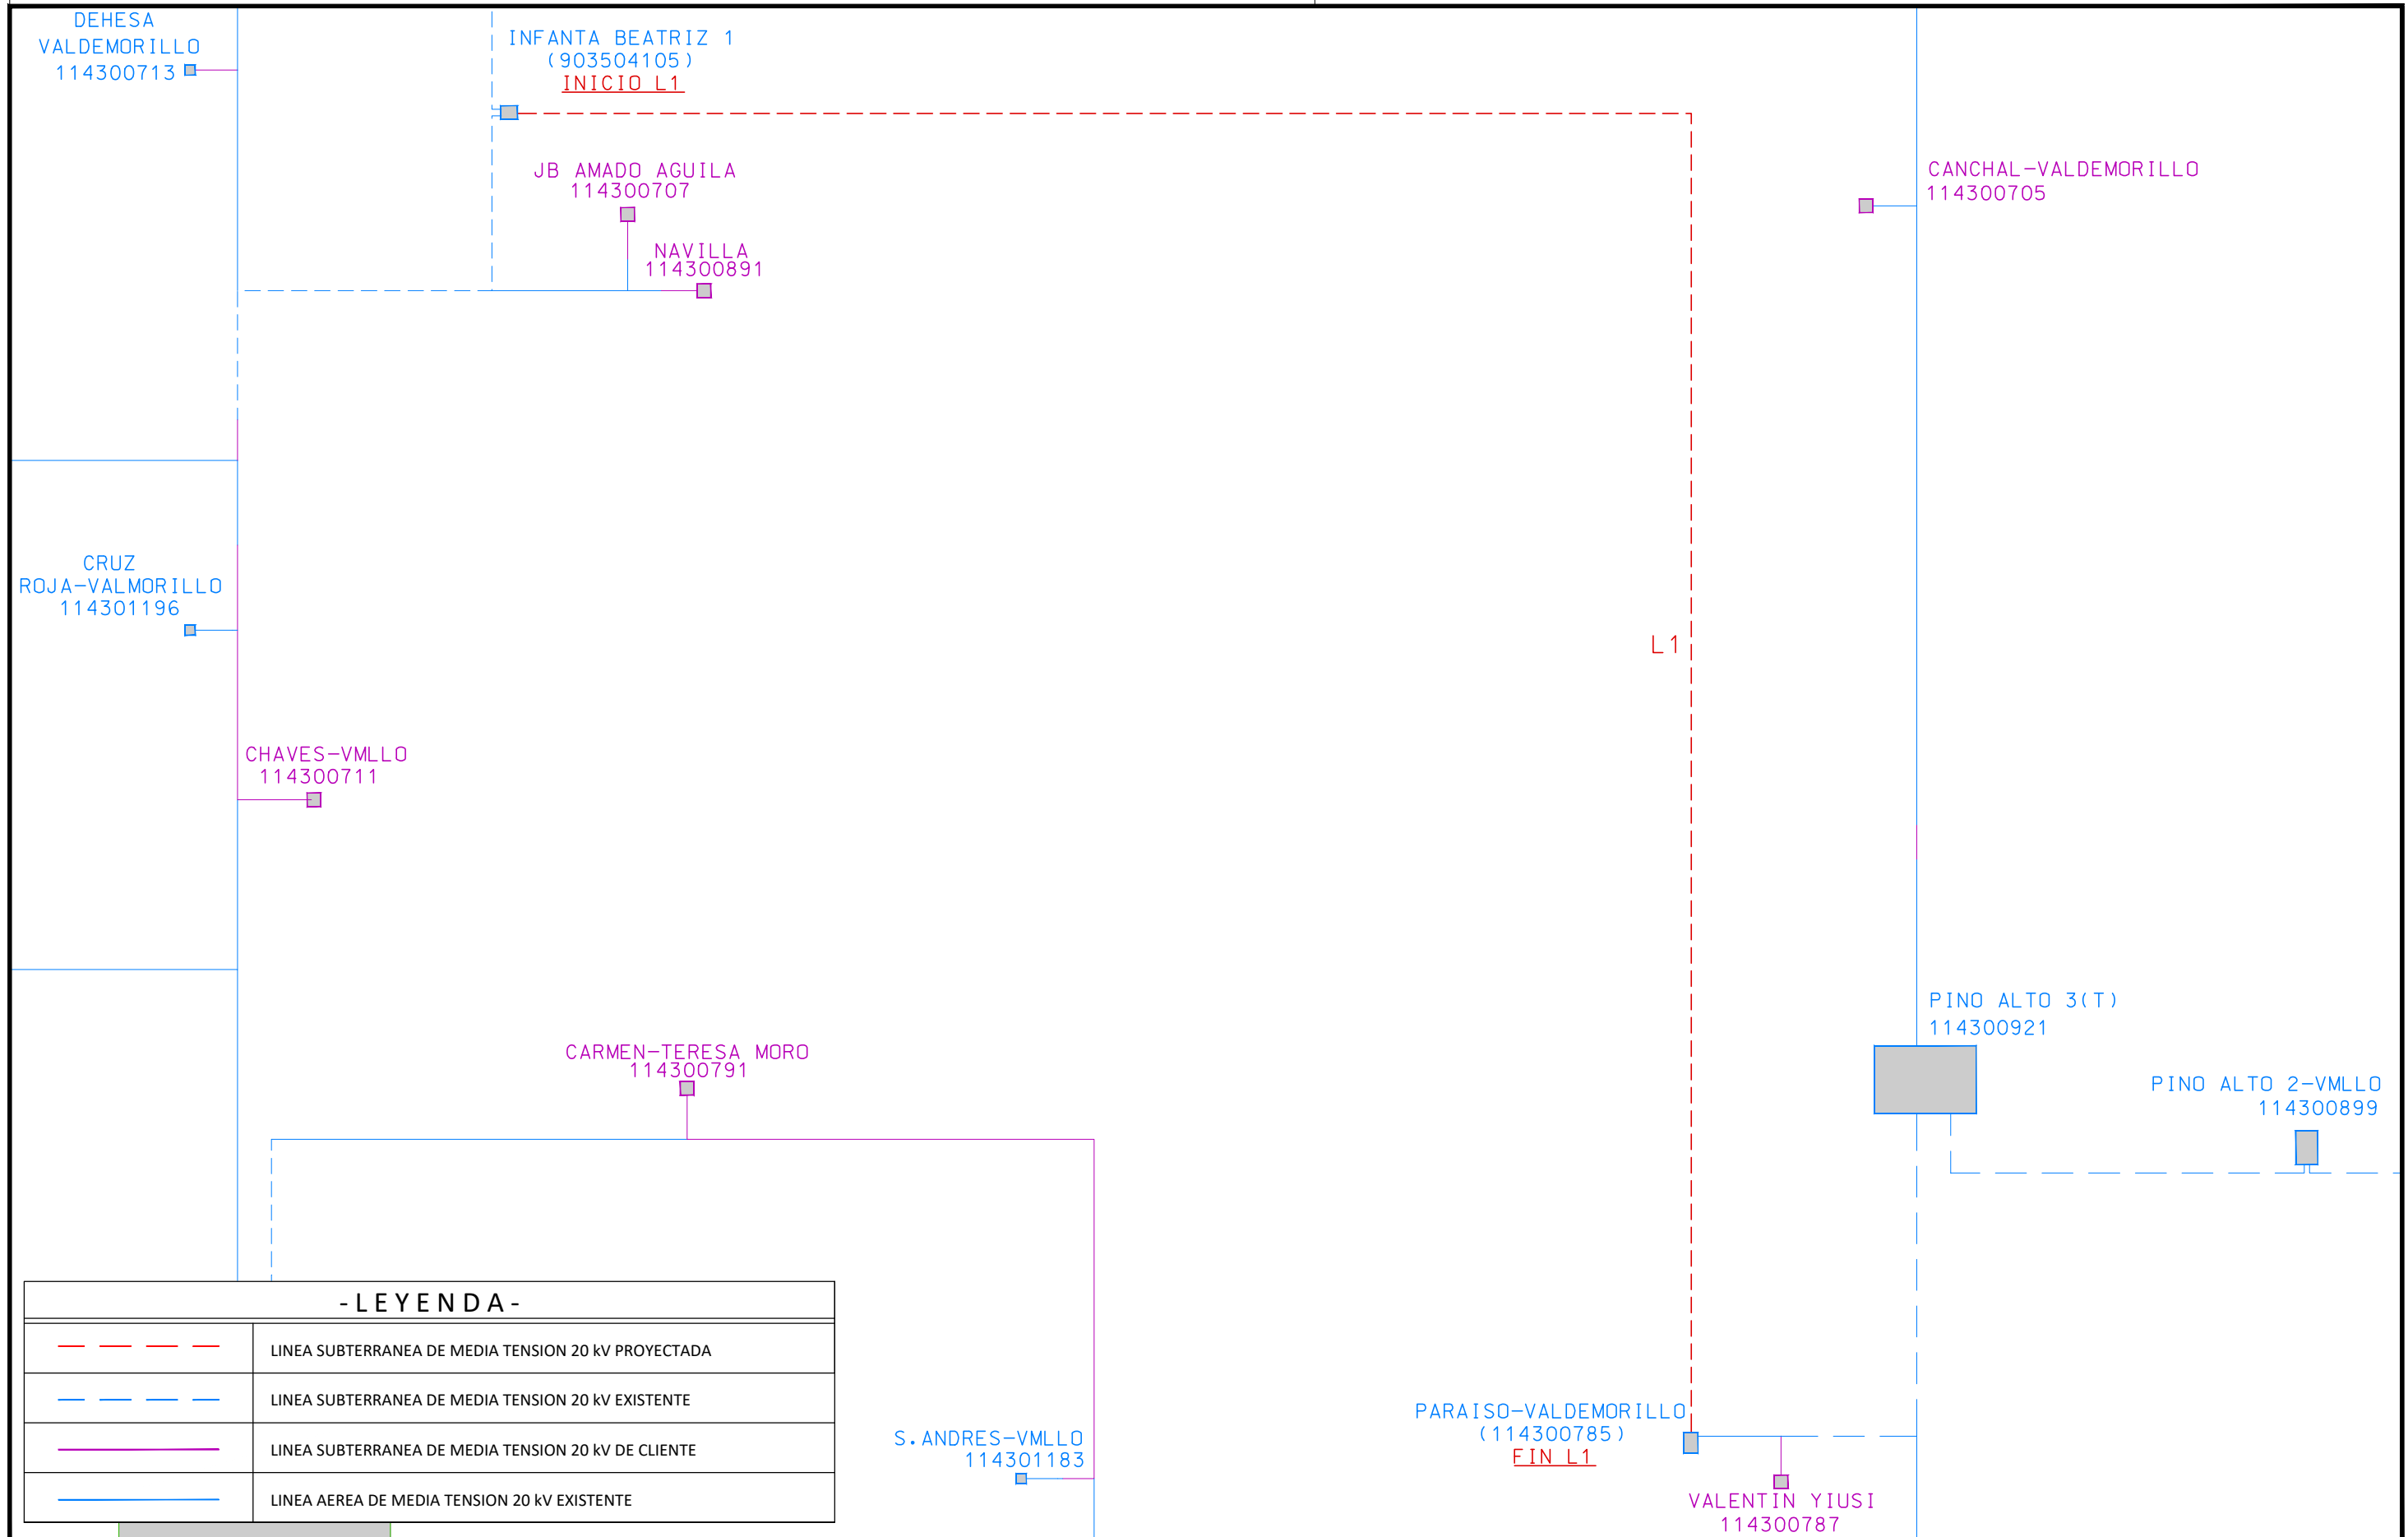 DEHESA
VALDEMORILLO
114300713
INFANTA BEATRIZ 1
(903504105)
INICIO L1
JB AMADO AGUILA
114300707
NAVILLA
114300891
CANCHAL-VALDEMORILLO
114300705
CRUZ
ROJA-VALMORILLO
114301196
L1
CHAVES-VMLLO
114300711
PINO ALTO 3(T)
114300921
CARMEN-TERESA MORO
114300791
PINO ALTO 2-VMLLO
114300899
-LEYENDA-
LINEA SUBTERRANEA DE MEDIA TENSION 20 kV PROYECTADA
LINEA SUBTERRANEA DE MEDIA TENSION 20 kV EXISTENTE
LINEA SUBTERRANEA DE MEDIA TENSION 20 kV DE CLIENTE
LINEA AEREA DE MEDIA TENSION 20 kV EXISTENTE
S.ANDRES-VMLLO
114301183
PARAISO-VALDEMORILLO
(114300785)
FIN L1
VALENTIN YIUSI
114300787